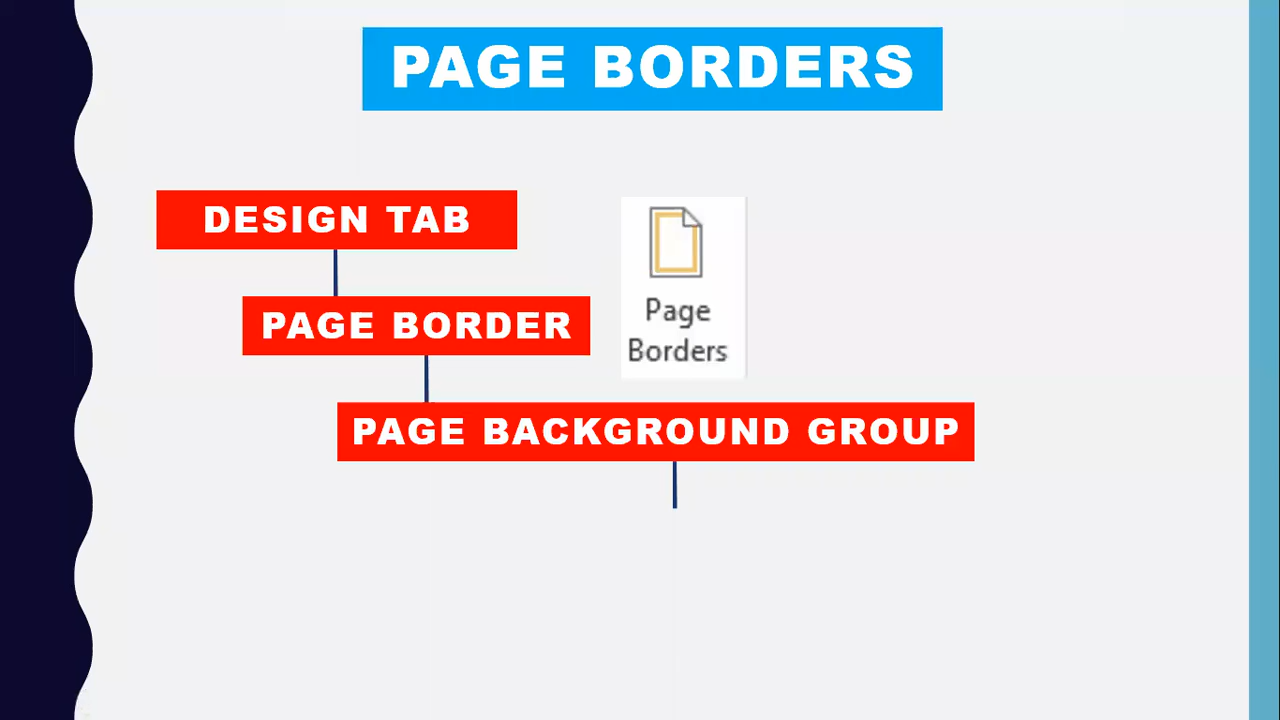 PAGE BORDERS
DESIGN TAB
PAGE BORDER
Page
Borders
PAGE BACKGROUND GROUP